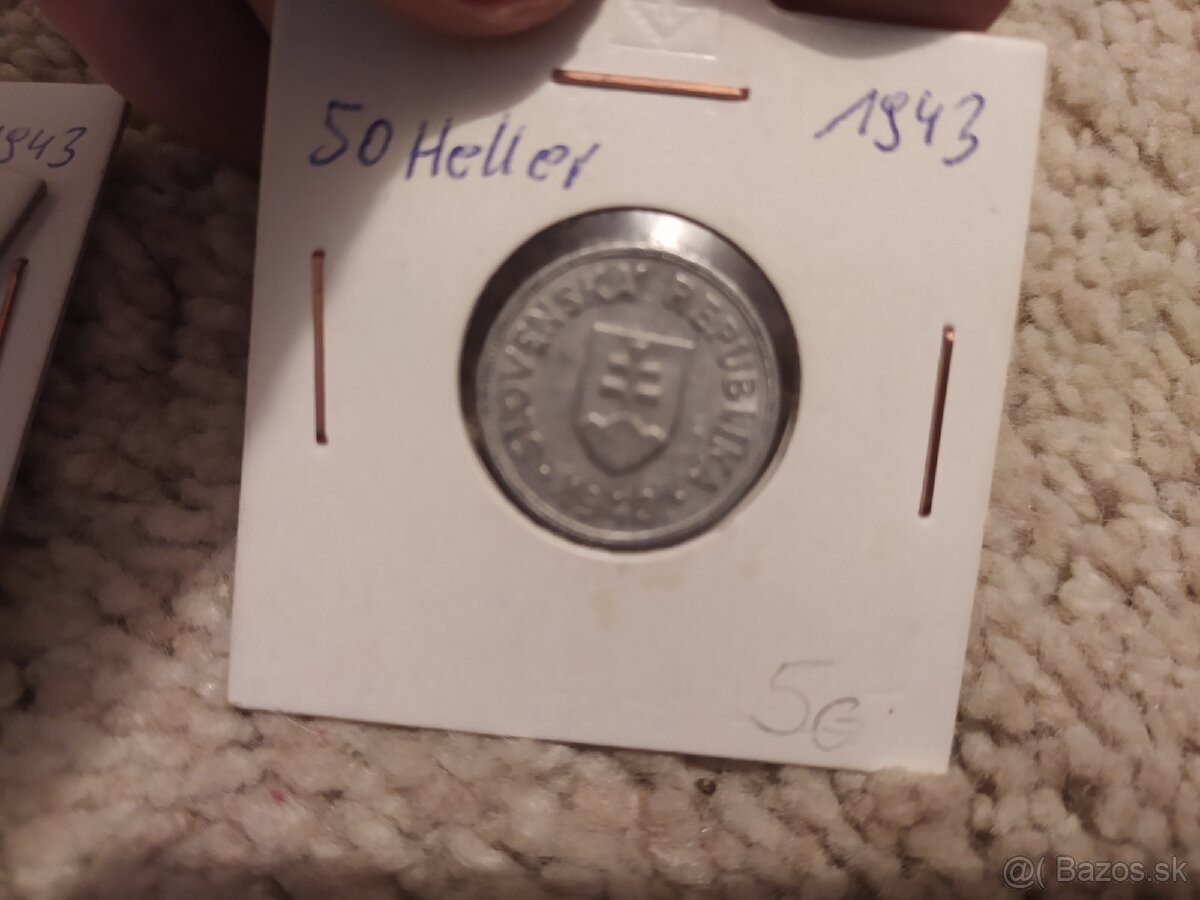 50 Heller
1943
1943
SLOVENSKÁ REPUBLIKA
5€
@( Bazos.sk